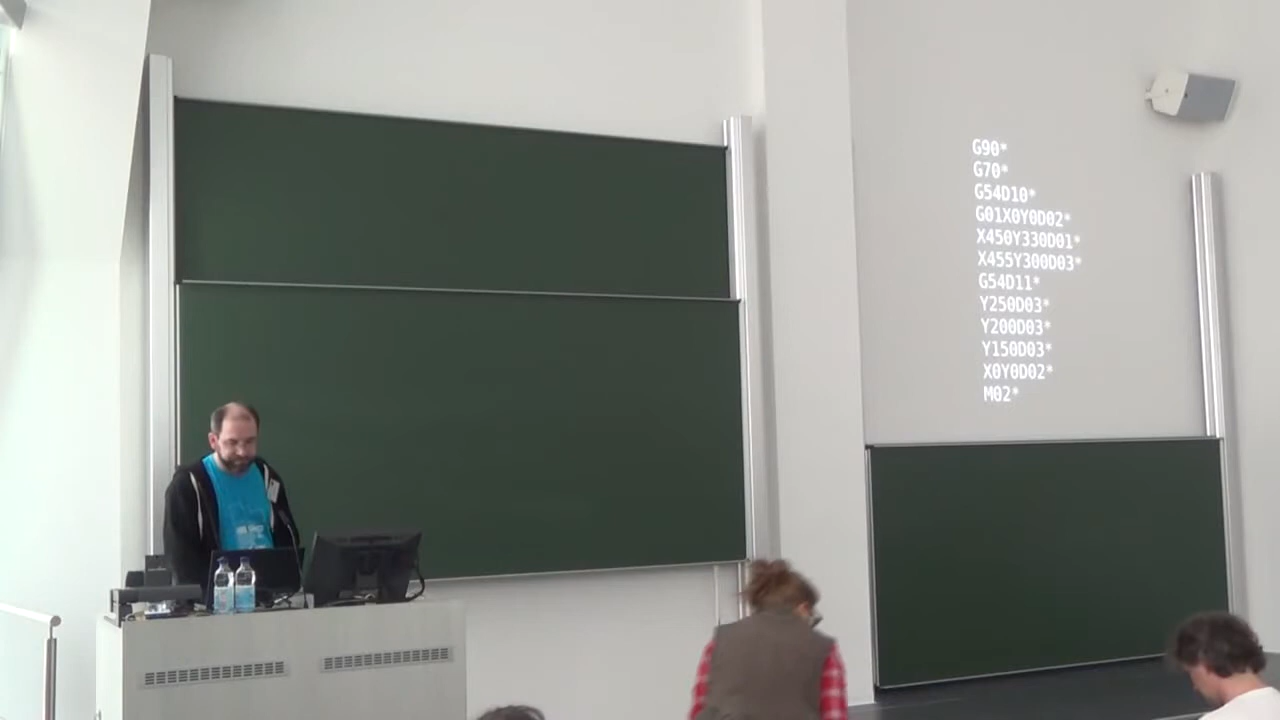 G90*
G70*
G54D10*
G01X0Y0D02*
X450Y330D01*
X455Y300D03*
G54D11*
Y250D03*
Y200D03*
Y150D03*
X0Y0D02*
M02*